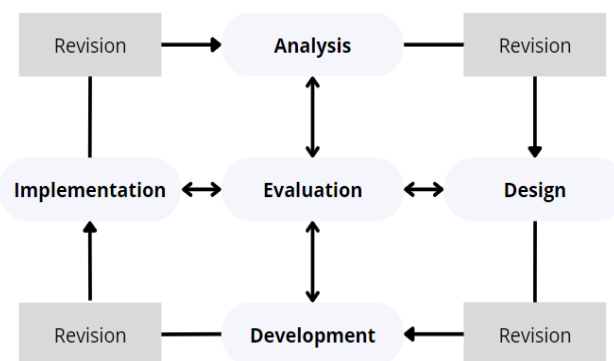 Revision
Analysis
Revision
Implementation
Evaluation
Design
Revision
Development
Revision